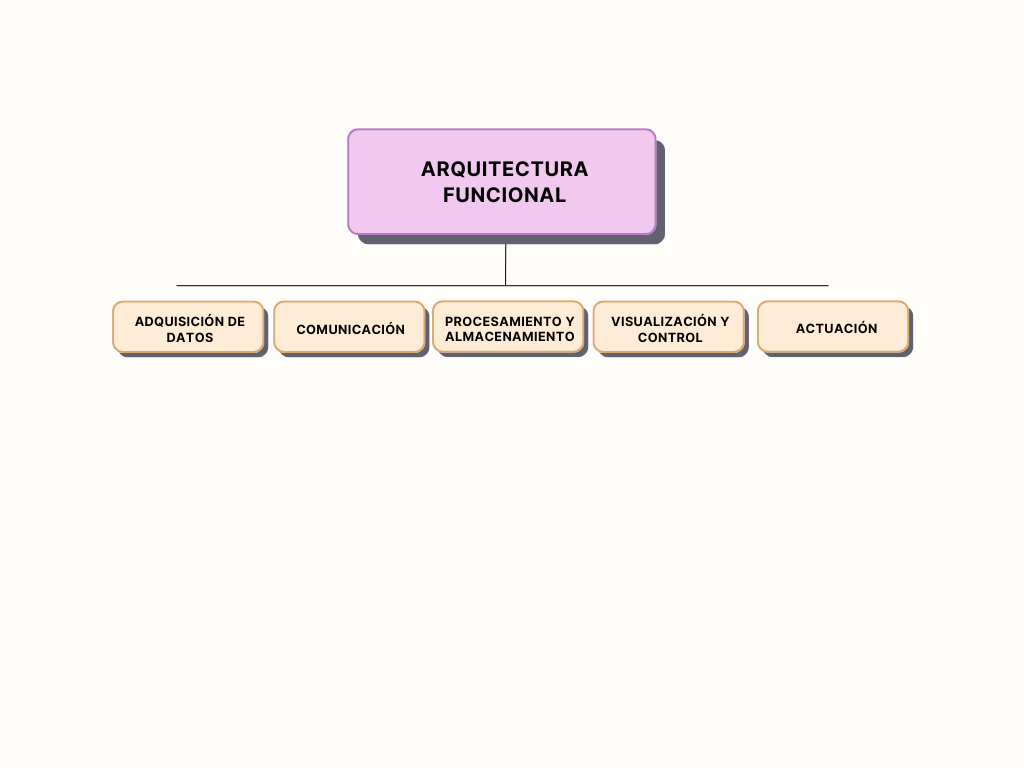 ARQUITECTURA
FUNCIONAL
ADQUISICIÓN DE
DATOS
COMUNICACIÓN
PROCESAMIENTO Y
ALMACENAMIENTO
VISUALIZACIÓN Y
CONTROL
ACTUACIÓN